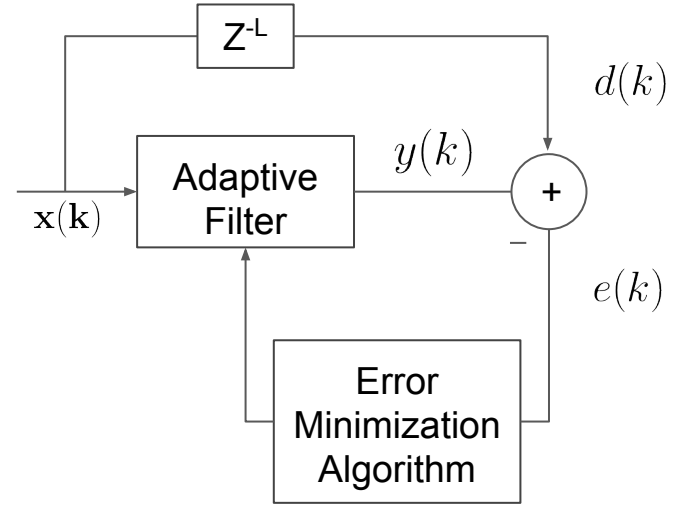 Z-L
d(k)
y(k)
Adaptive
Filter
+
x(k)
−
e(k)
Error
Minimization
Algorithm